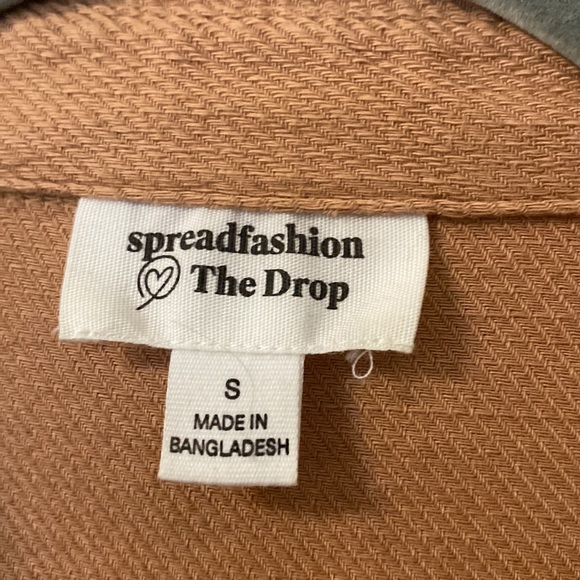 spreadfashion
The Drop
S
MADE IN
BANGLADESH